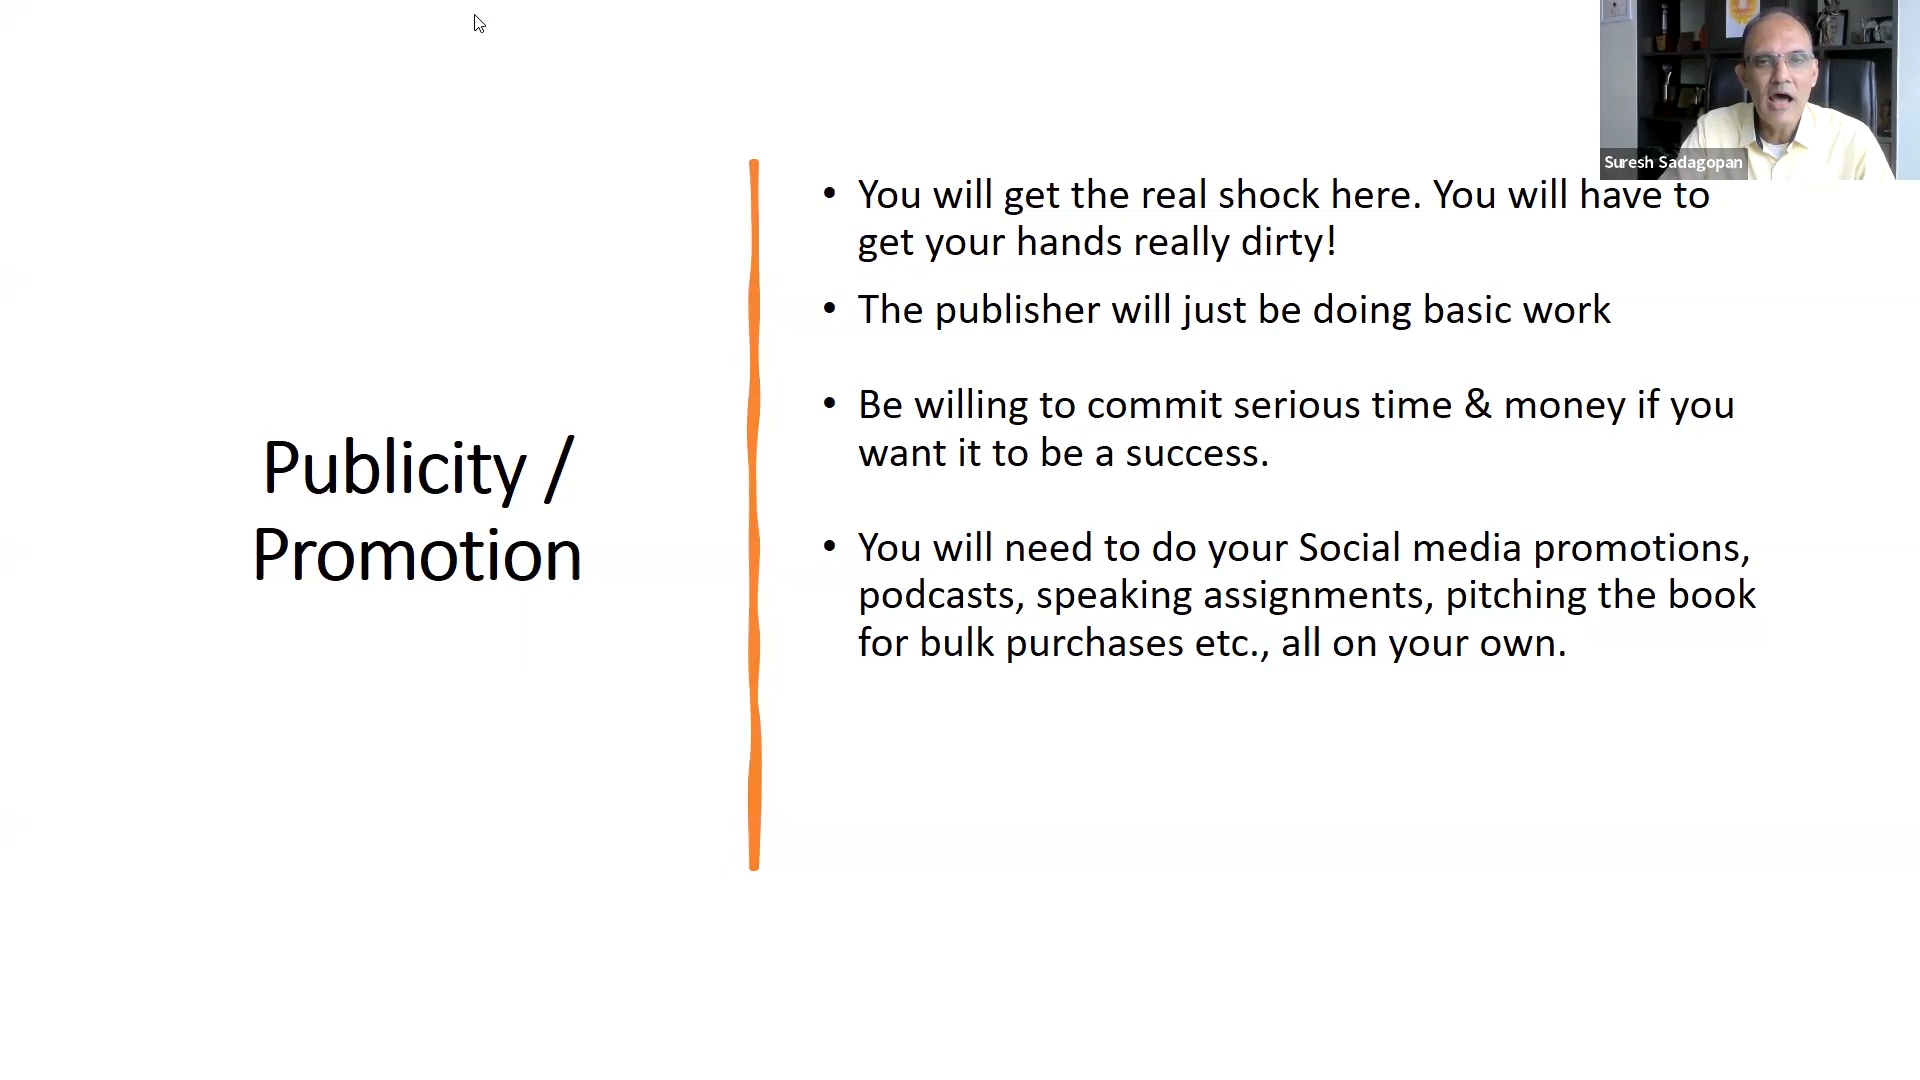 Suresh Sadagopan
Publicity /
Promotion
• You will get the real shock here. You will have to
get your hands really dirty!
• The publisher will just be doing basic work
• Be willing to commit serious time & money if you
want it to be a success.
• You will need to do your Social media promotions,
podcasts, speaking assignments, pitching the book
for bulk purchases etc., all on your own.